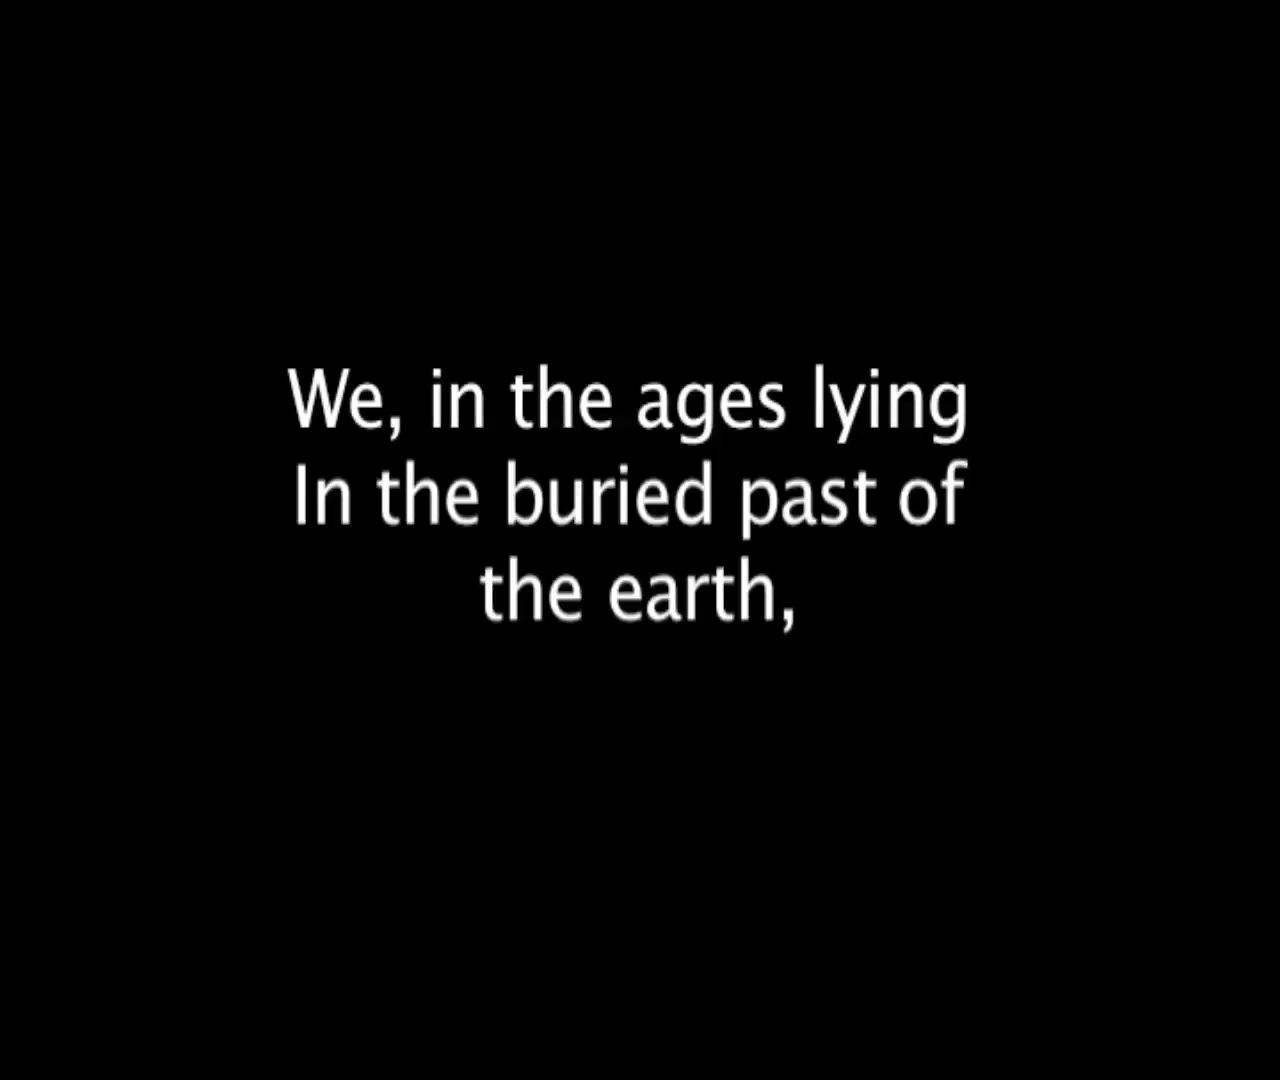 We, in the ages lying
In the buried past of
the earth,